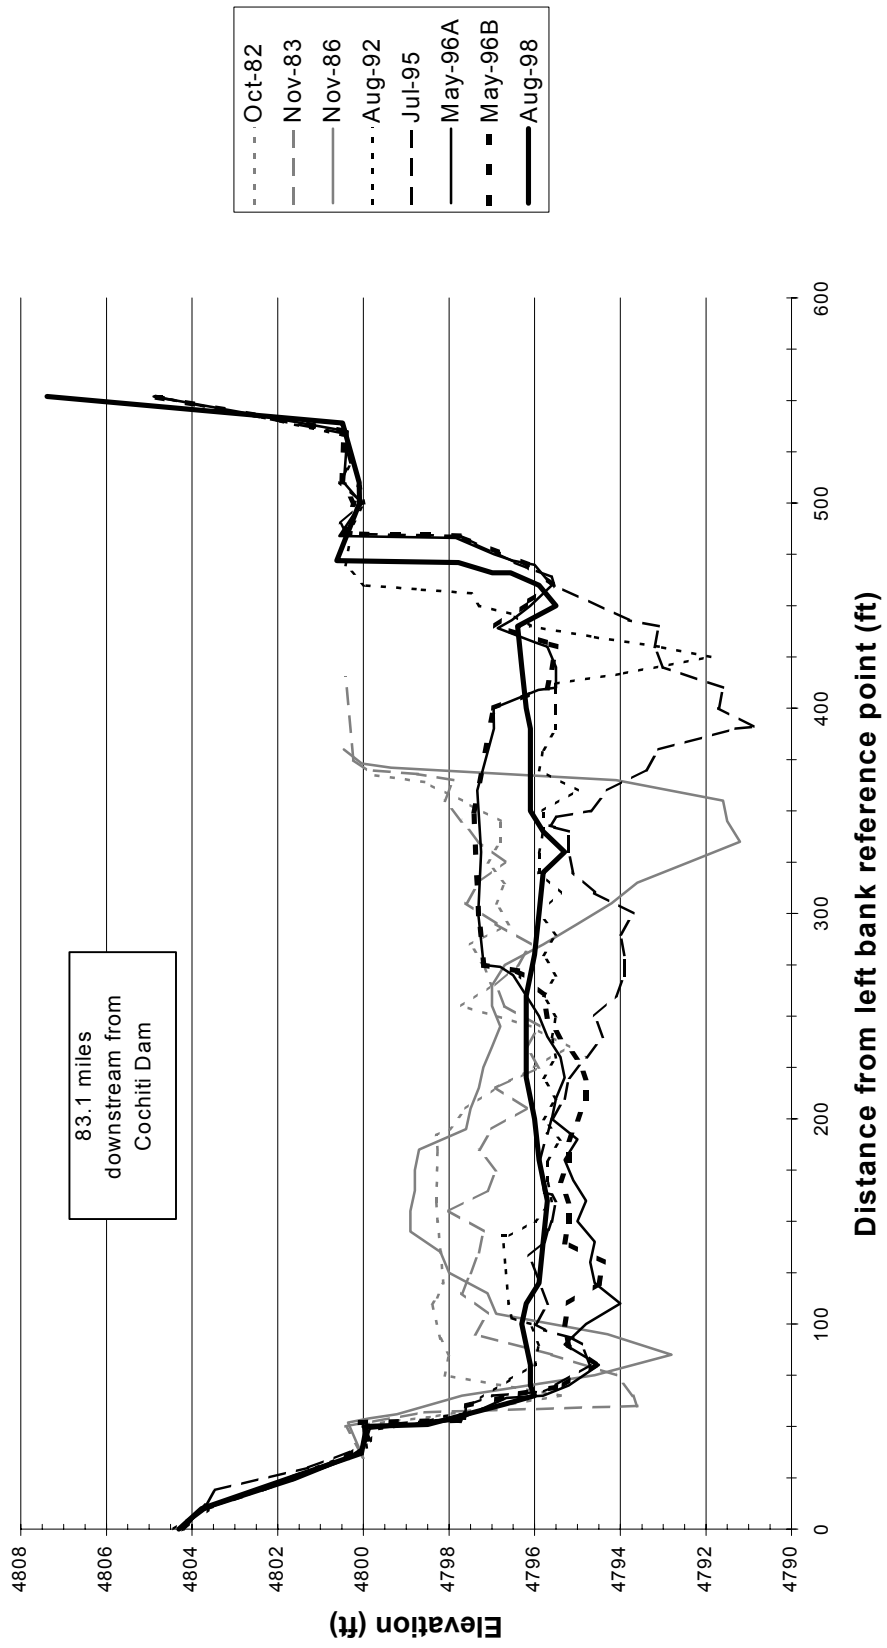 83.1 miles
downstream from
Cochiti Dam
Oct-82
Nov-83
Nov-86
Aug-92
Jul-95
May-96A
May-96B
Aug-98
4808
4806
4804
4802
4800
4798
4796
4794
4792
4790
Elevation (ft)
0
100
200
300
400
500
600
Distance from left bank reference point (ft)